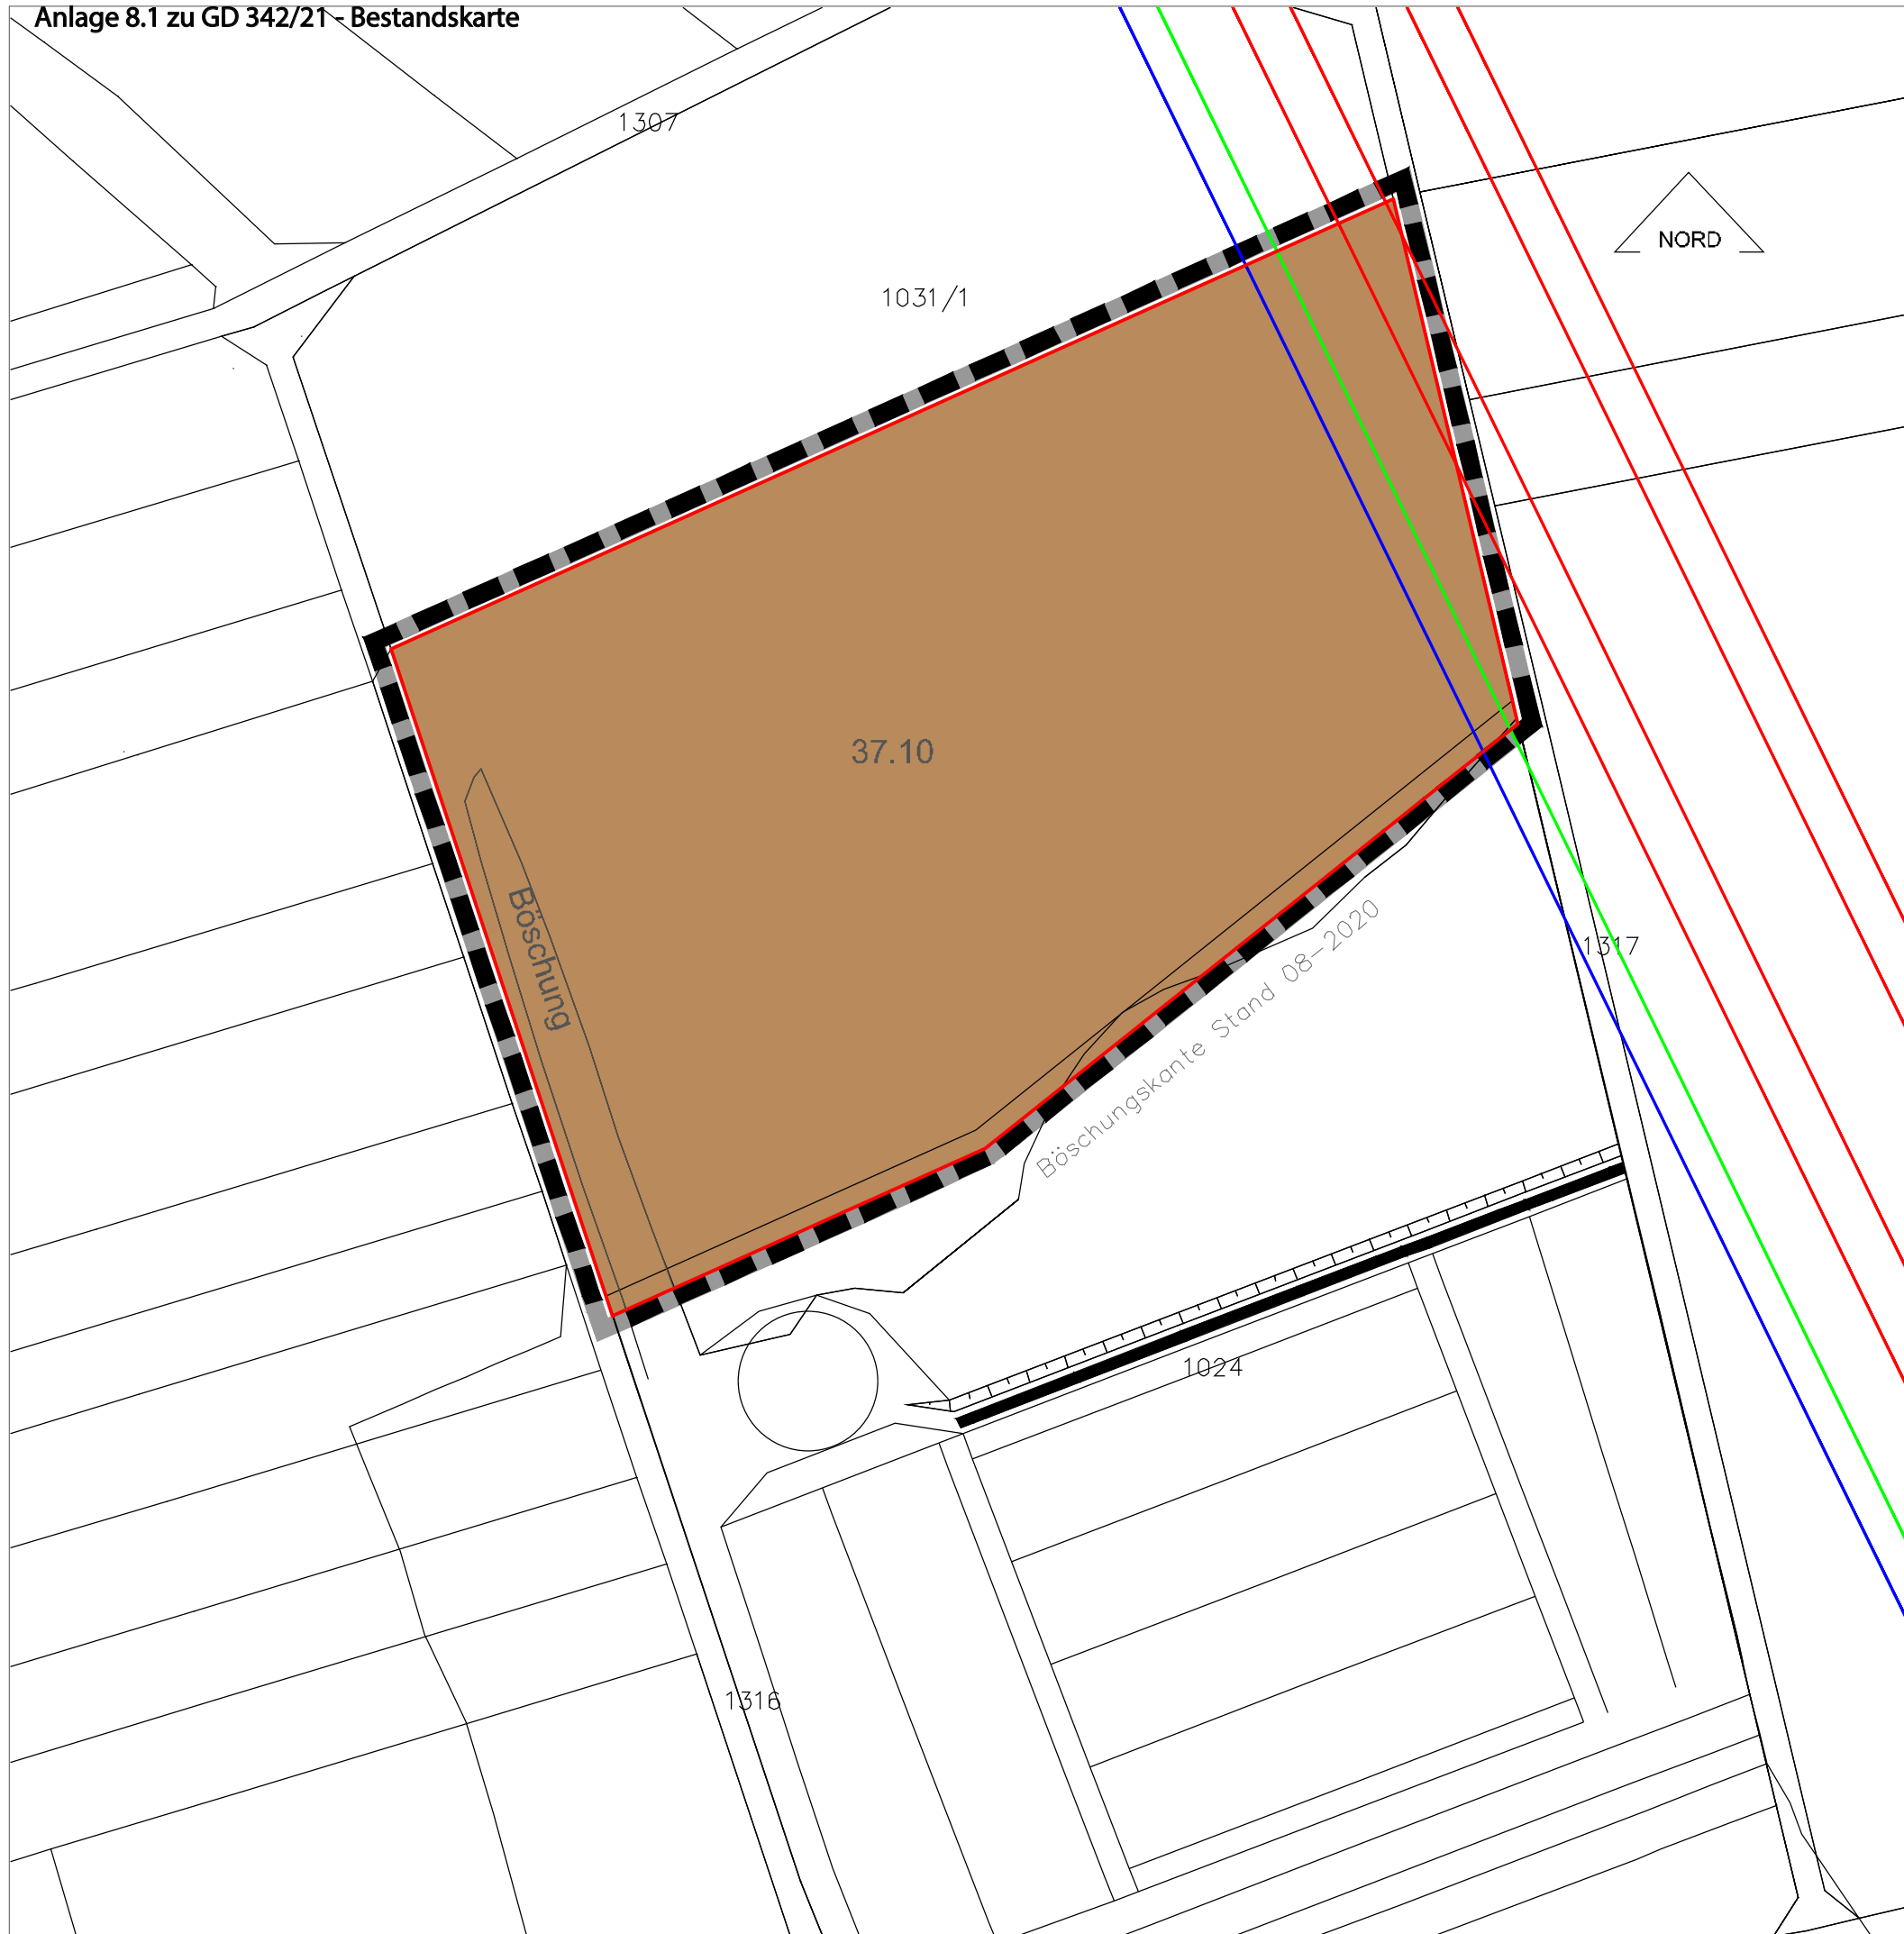 Anlage 8.1 zu GD 342/21 - Bestandskarte
1307
NORD
1031/1
37.10
Böschung
1317
Böschungskante Stand 08-2020
1024
1316